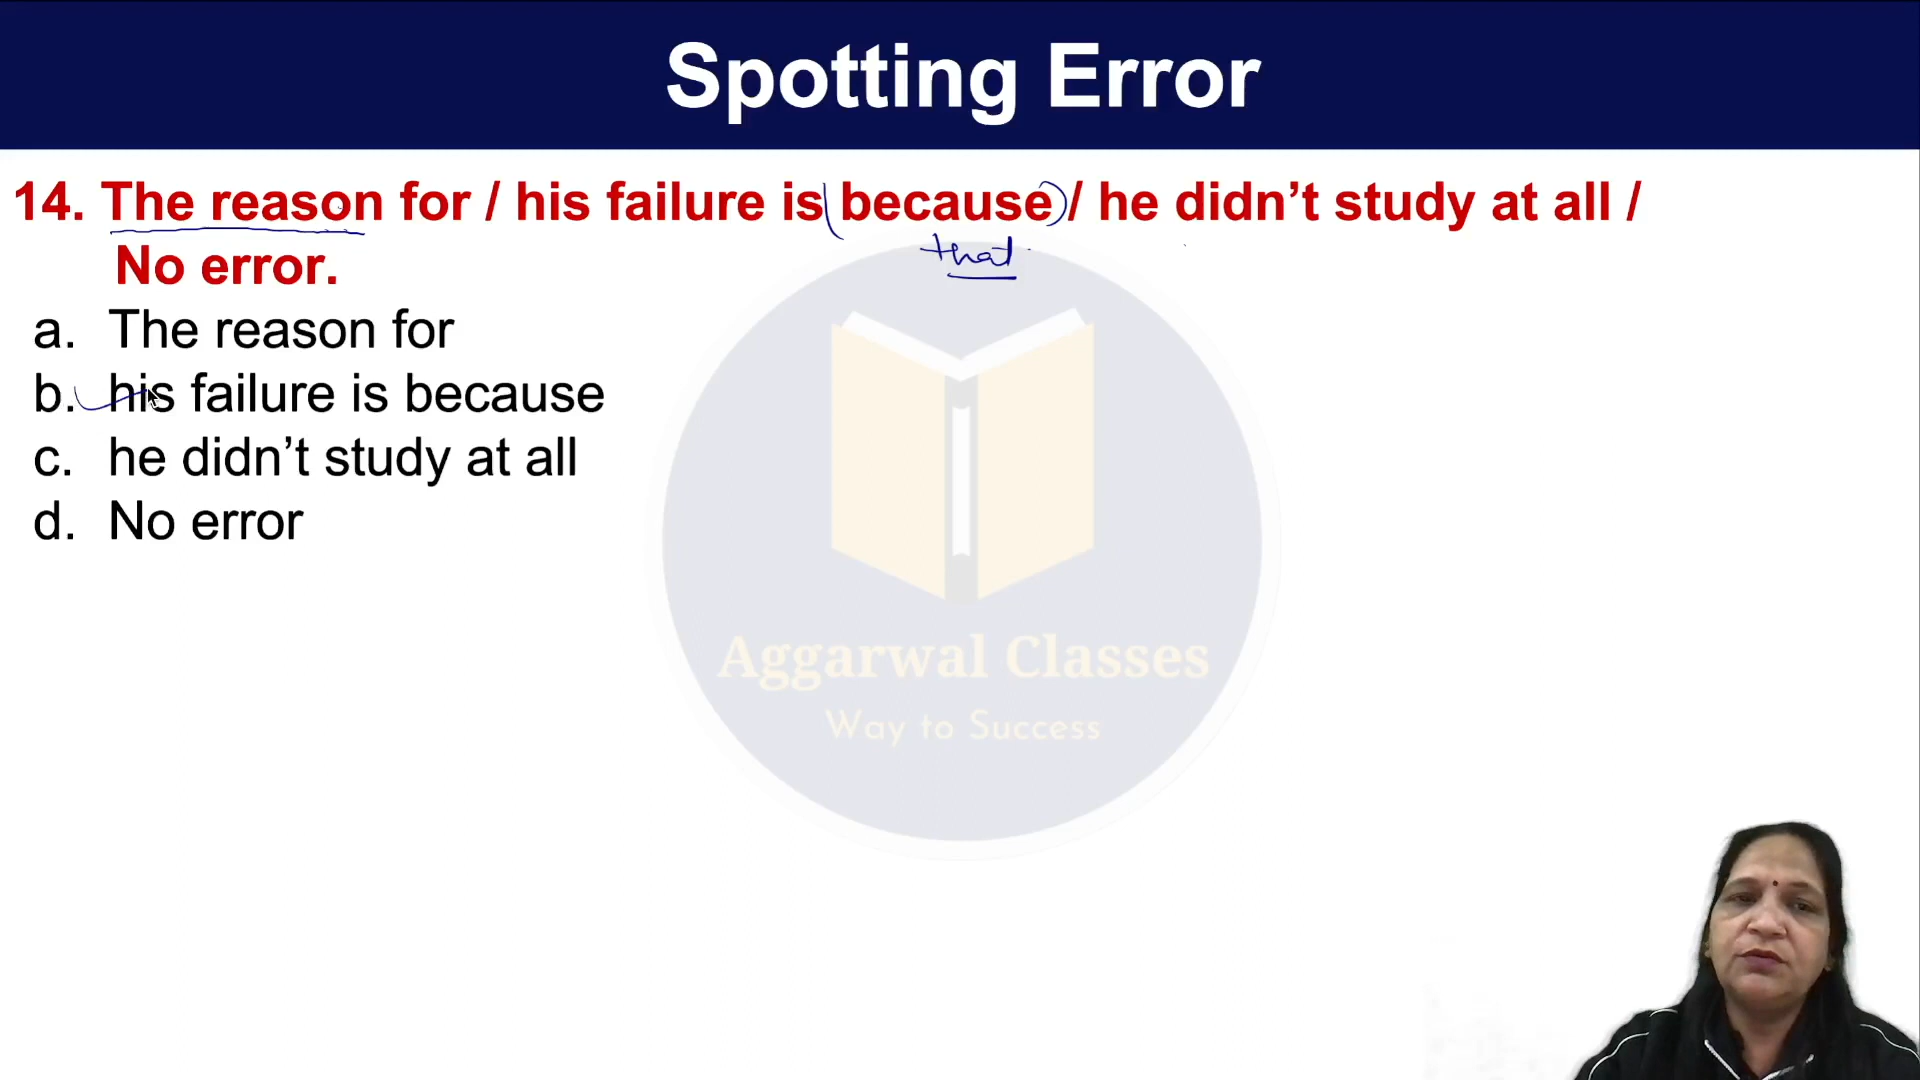 Spotting Error
14. The reason for / his failure is because / he didn’t study at all /
that
No error.
a. The reason for
b. his failure is because
c. he didn’t study at all
d. No error
Aggarwal Classes
Way to Success